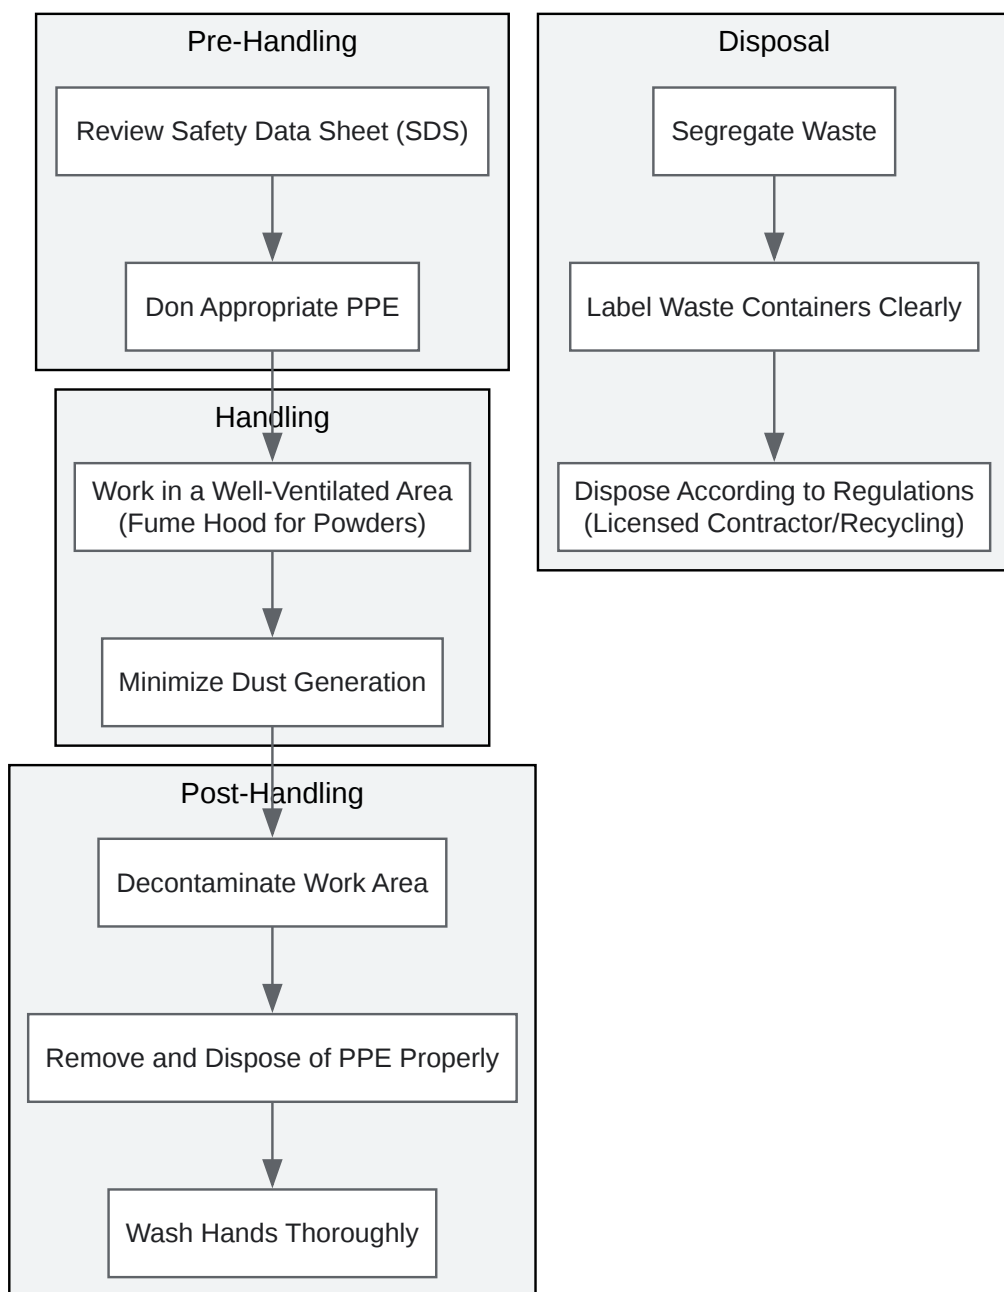 Pre-Handling
Review Safety Data Sheet (SDS)
Don Appropriate PPE
Handling
Work in a Well-Ventilated Area
(Fume Hood for Powders)
Minimize Dust Generation
Post-Handling
Decontaminate Work Area
Remove and Dispose of PPE Properly
Wash Hands Thoroughly
Disposal
Segregate Waste
Label Waste Containers Clearly
Dispose According to Regulations
(Licensed Contractor/Recycling)